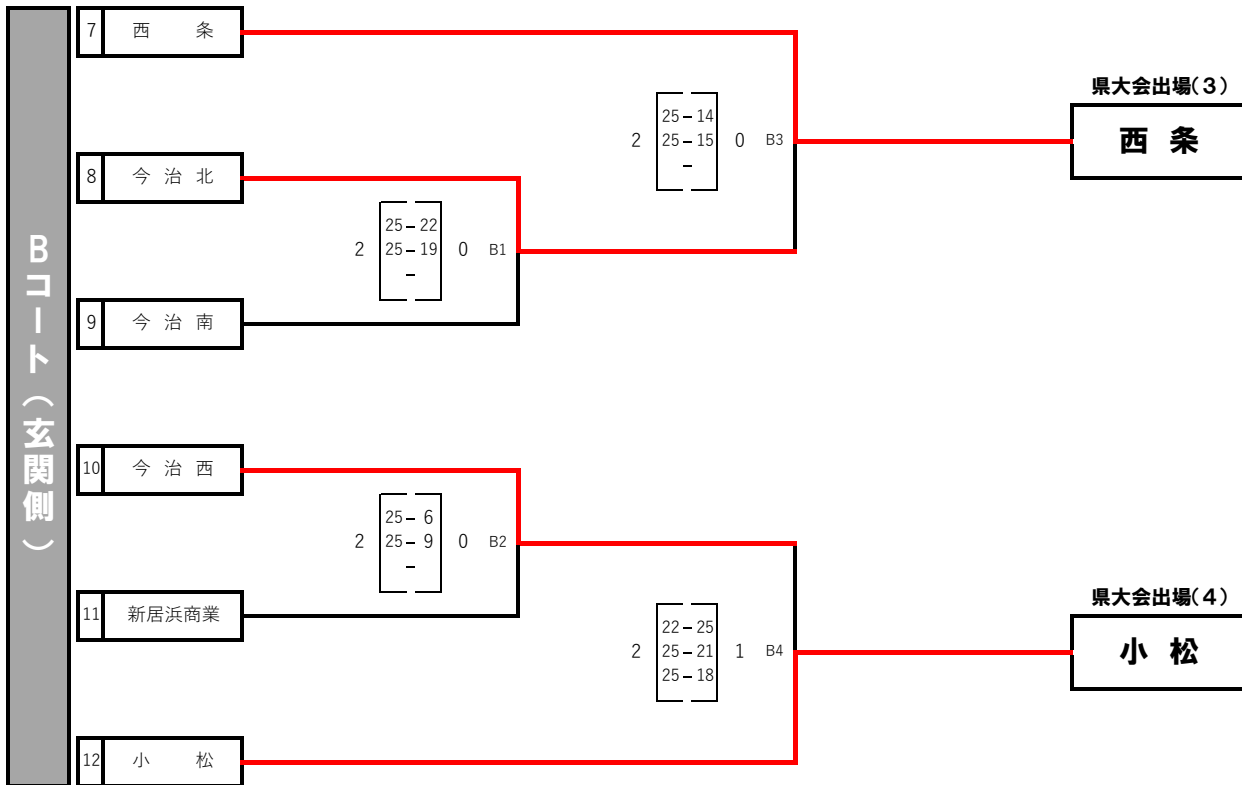 Bコート（玄関側）
7 西 条
県大会出場(3)
西 条
25 – 14
2 25 – 15 0 B3
–
8 今 治 北
25 – 22
2 25 – 19 0 B1
–
9 今 治 南
10 今 治 西
25 – 6
2 25 – 9 0 B2
–
11 新居浜商業
県大会出場(4)
小 松
22 – 25
2 25 – 21 1 B4
25 – 18
12 小 松